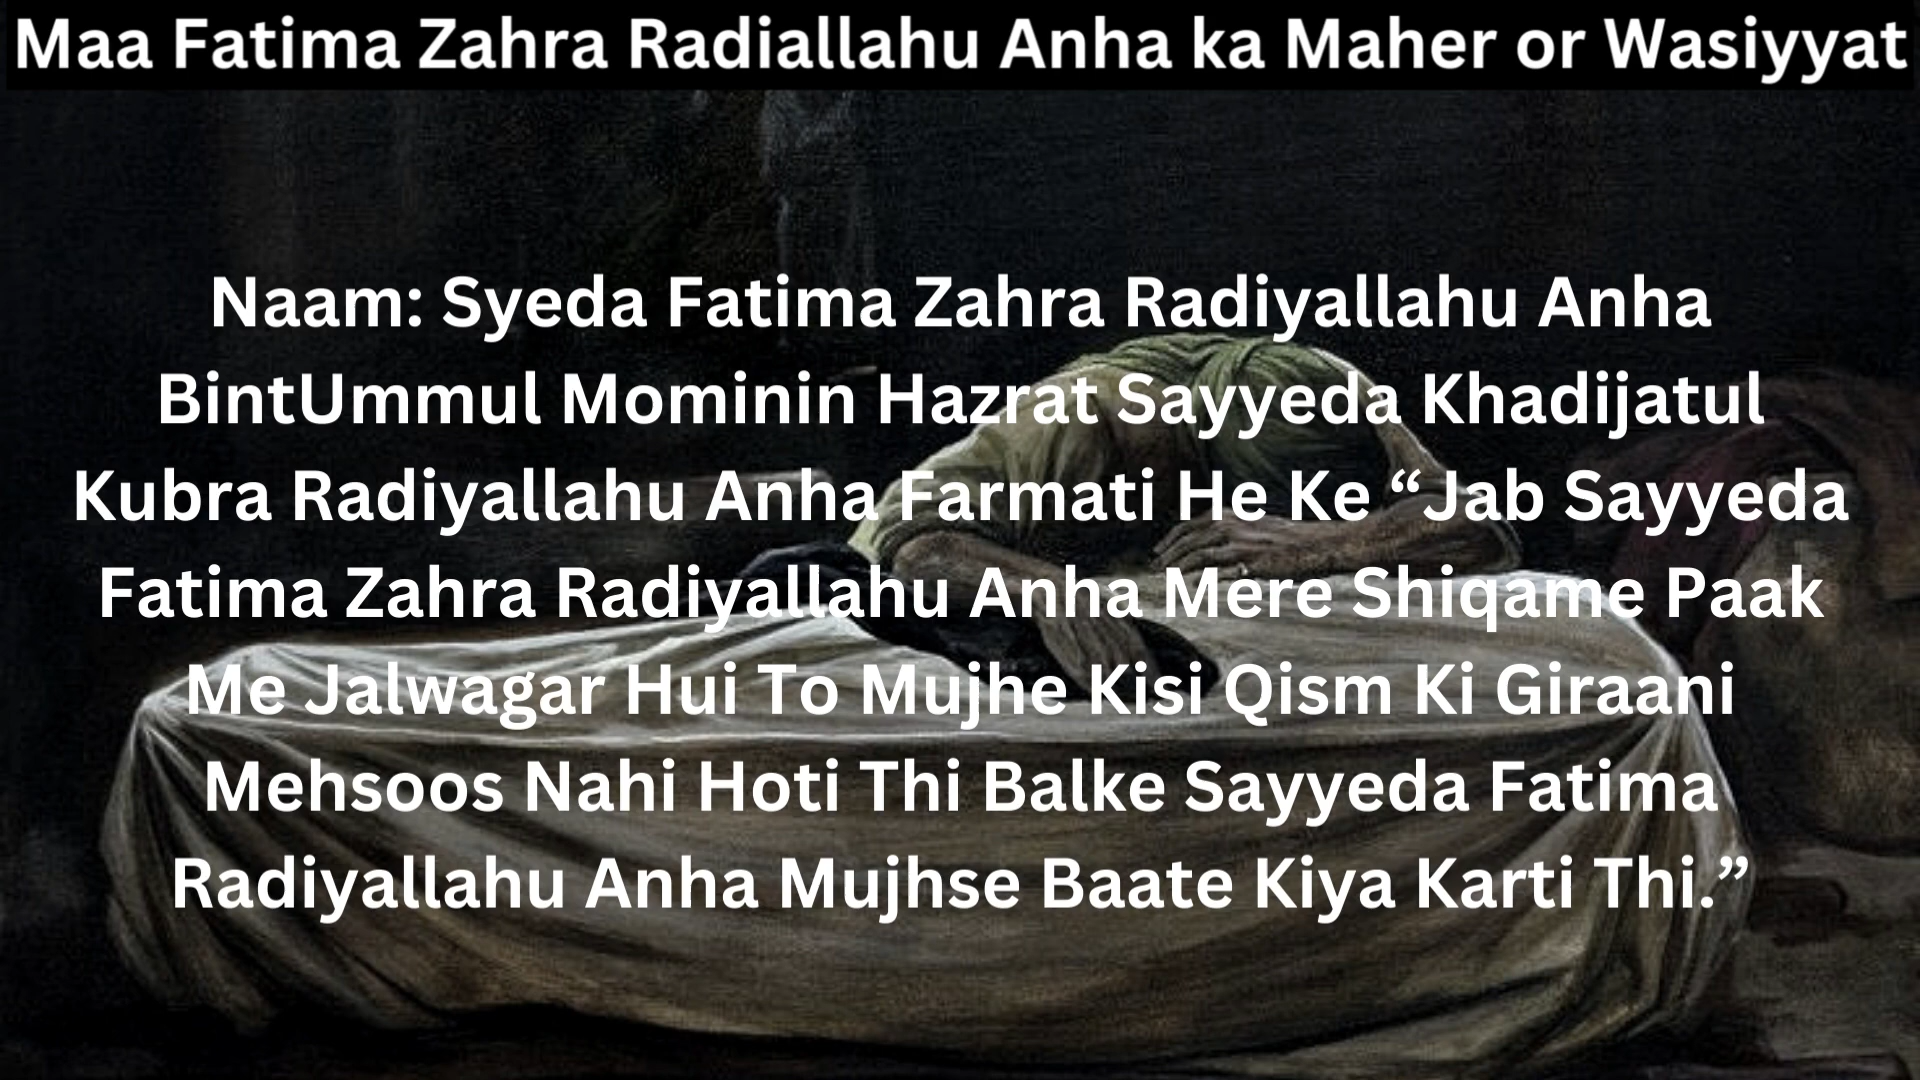 Maa Fatima Zahra Radiallahu Anha ka Maher or Wasiyyat
Naam: Syeda Fatima Zahra Radiyallahu Anha
BintUmmul Mominin Hazrat Sayyeda Khadijatul
Kubra Radiyallahu Anha Farmati He Ke “Jab Sayyeda
Fatima Zahra Radiyallahu Anha Mere Shiqame Paak
Me Jalwagar Hui To Mujhe Kisi Qism Ki Giraani
Mehsoos Nahi Hoti Thi Balke Sayyeda Fatima
Radiyallahu Anha Mujhse Baate Kiya Karti Thi.”